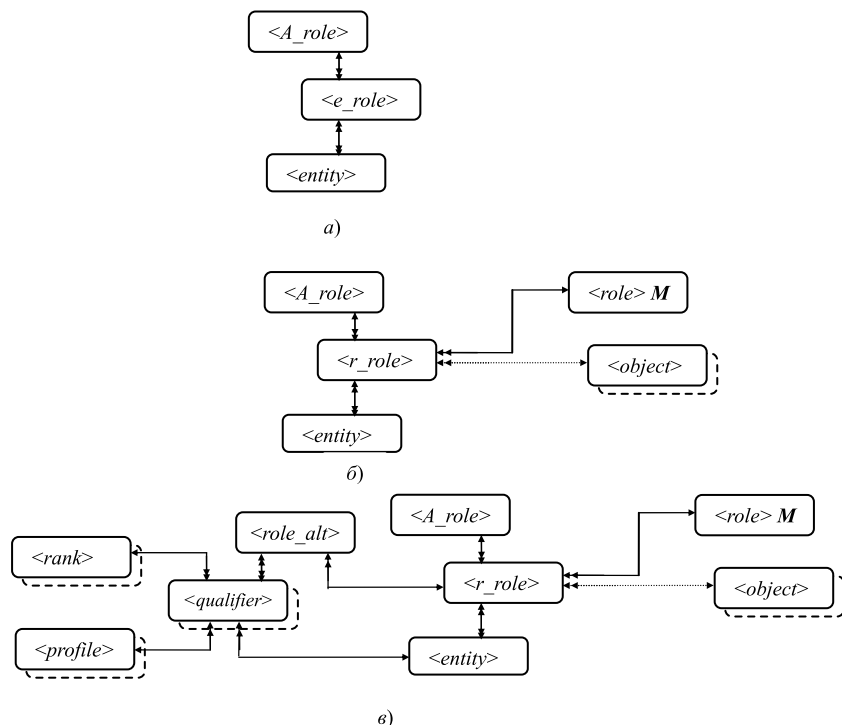 <A_role>
<e_role>
<entity>
а)
<A_role>
<role> M
<r_role>
<object>
<entity>
б)
<A_role>
<role> M
<role_alt>
<rank>
<r_role>
<object>
<qualifier>
<profile>
<entity>
в)